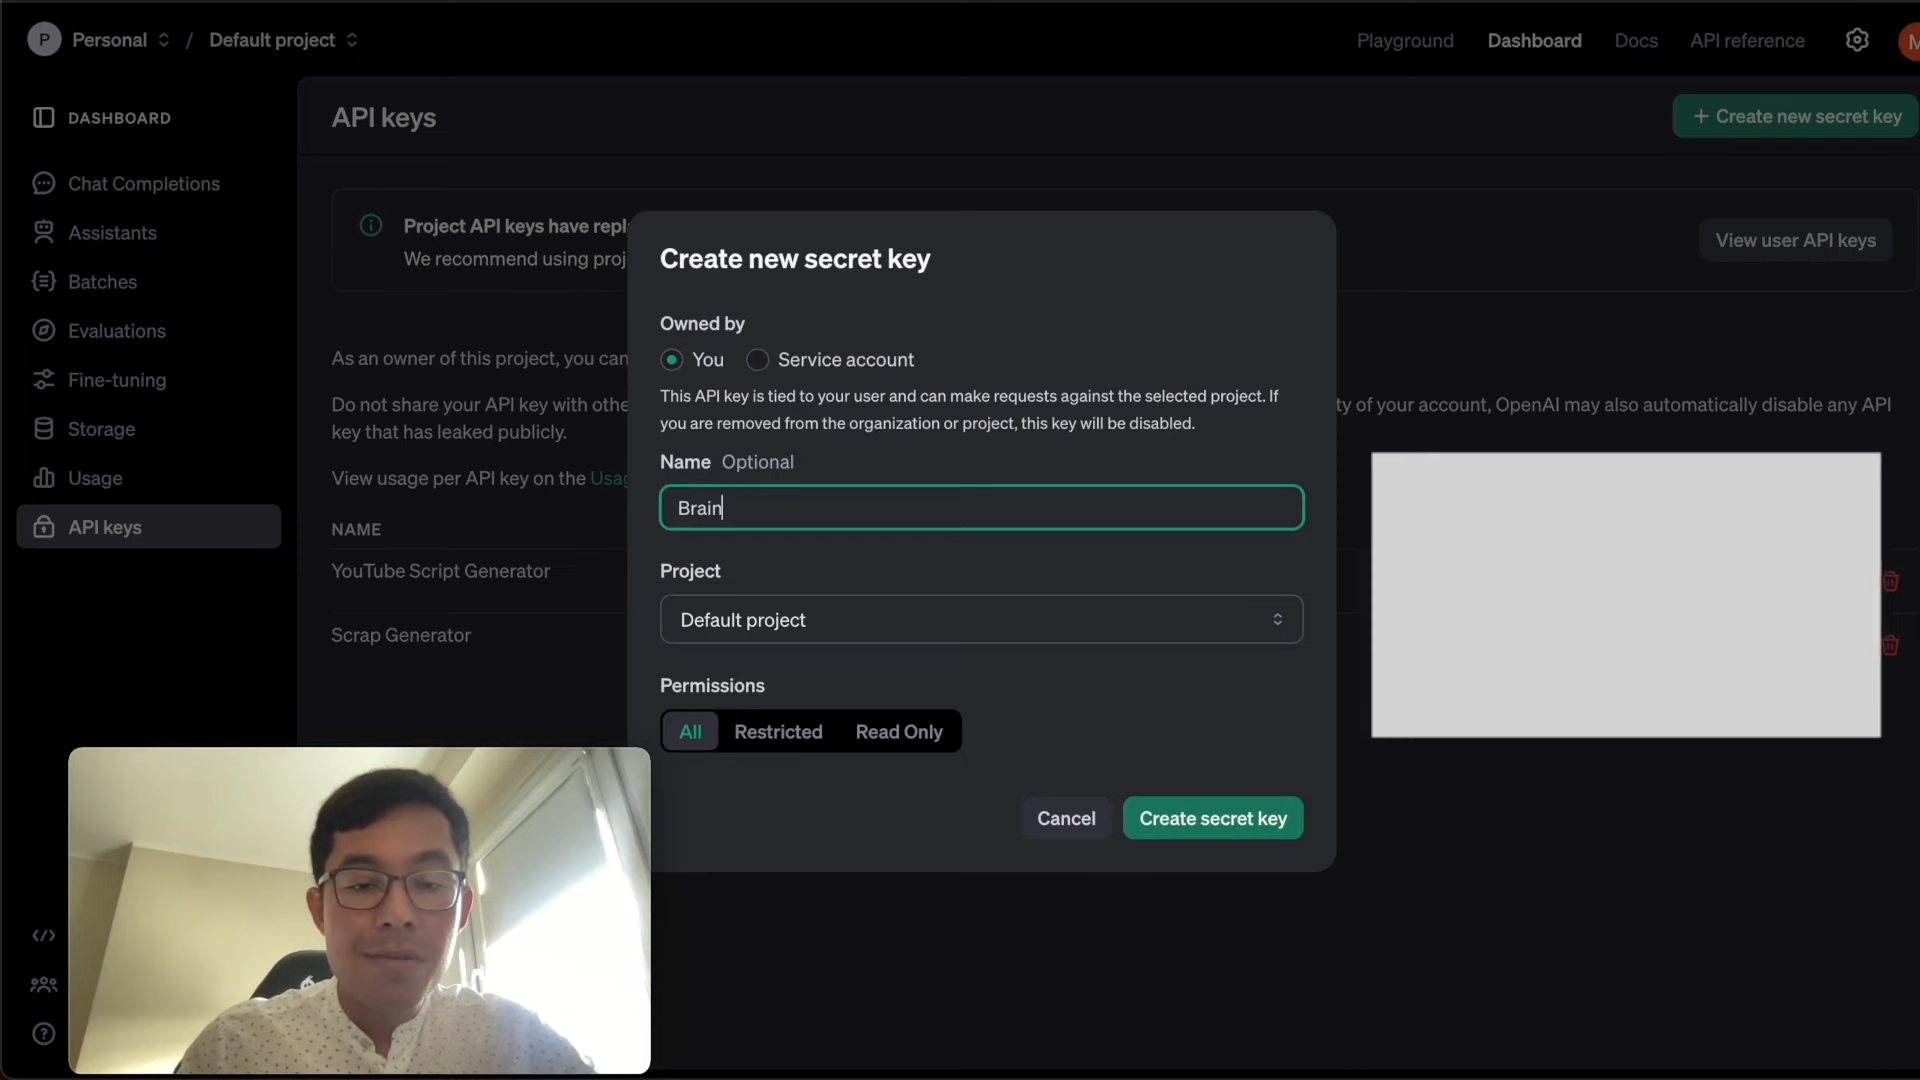 P Personal / Default project
Playground Dashboard Docs API reference M
DASHBOARD
Chat Completions
Assistants
Batches
Evaluations
Fine-tuning
Storage
Usage
API keys
API keys
+ Create new secret key
Project API keys have repl
We recommend using proj
View user API keys
As an owner of this project, you can
Do not share your API key with othe
ty of your account, OpenAI may also automatically disable any API
key that has leaked publicly.
View usage per API key on the Usag
NAME
YouTube Script Generator
Scrap Generator
Create new secret key
Owned by
You Service account
This API key is tied to your user and can make requests against the selected project. If
you are removed from the organization or project, this key will be disabled.
Name Optional
Brain
Project
Default project
Permissions
All Restricted Read Only
Cancel Create secret key